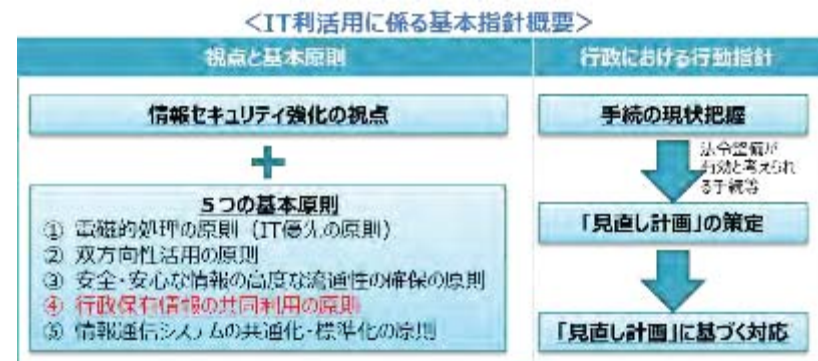 <IT利活用に係る基本指針概要>
視点と基本原則
情報セキュリティ強化の視点
+
5つの基本原則
① 電磁的処理の原則（IT優先の原則）
② 双方向性活用の原則
③ 安全・安心な情報の高度な流通性の確保の原則
④ 行政保有情報の共同利用の原則
⑤ 情報通信システムの共通化・標準化の原則
行政における行動指針
手続の現状把握
法令整備が
有効と考えられ
る手続等
「見直し計画」の策定
「見直し計画」に基づく対応